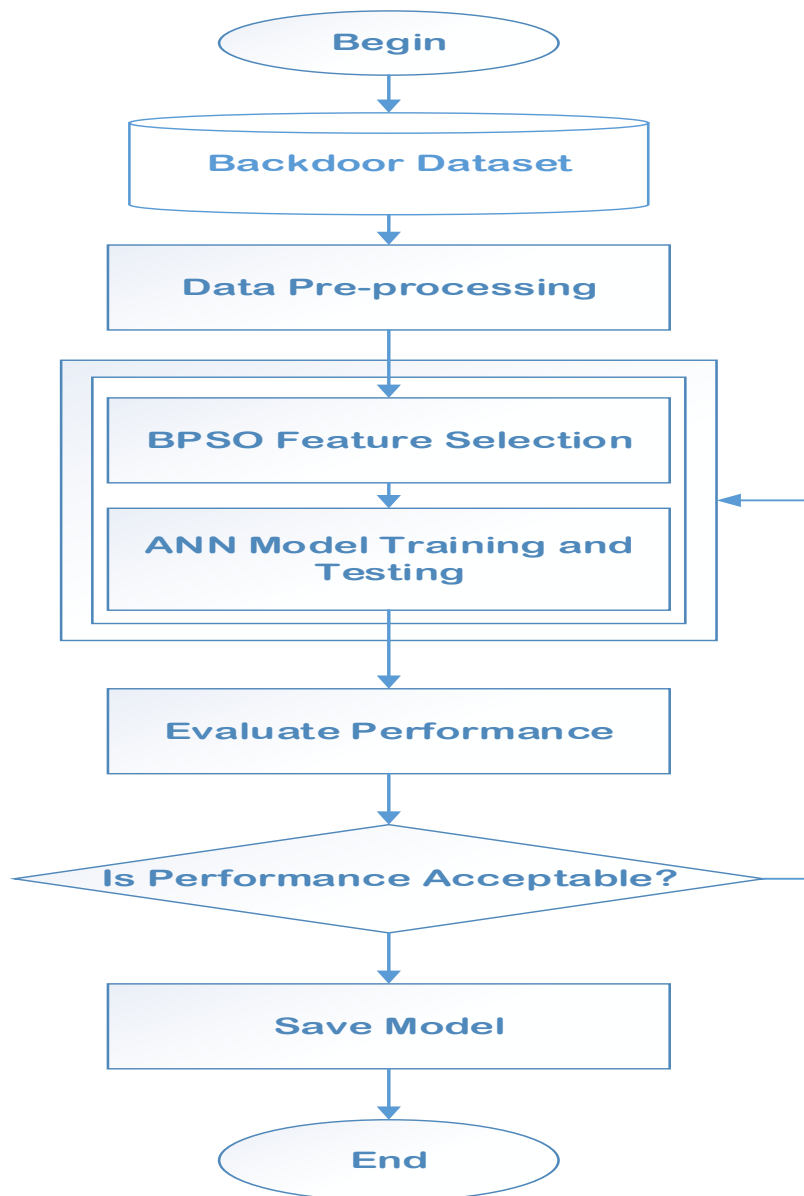 Begin
Backdoor Dataset
Data Pre-processing
BPSO Feature Selection
ANN Model Training and
Testing
Evaluate Performance
Is Performance Acceptable?
Save Model
End